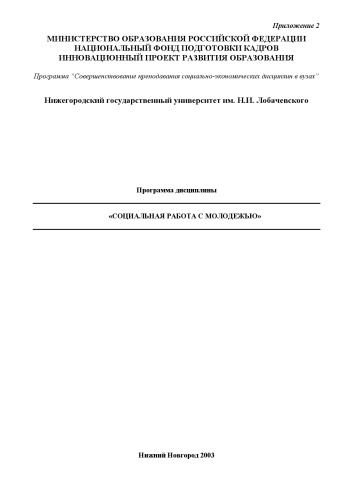 Приложение 2
МИНИСТЕРСТВО ОБРАЗОВАНИЯ РОССИЙСКОЙ ФЕДЕРАЦИИ
НАЦИОНАЛЬНЫЙ ФОНД ПОДГОТОВКИ КАДРОВ
ИННОВАЦИОННЫЙ ПРОЕКТ РАЗВИТИЯ ОБРАЗОВАНИЯ
Программа "Совершенствование преподавания социально-экономических дисциплин в вузах"
Нижегородский государственный университет им. Н.И. Лобачевского
Программа дисциплины
«СОЦИАЛЬНАЯ РАБОТА С МОЛОДЕЖЬЮ»
Нижний Новгород 2003